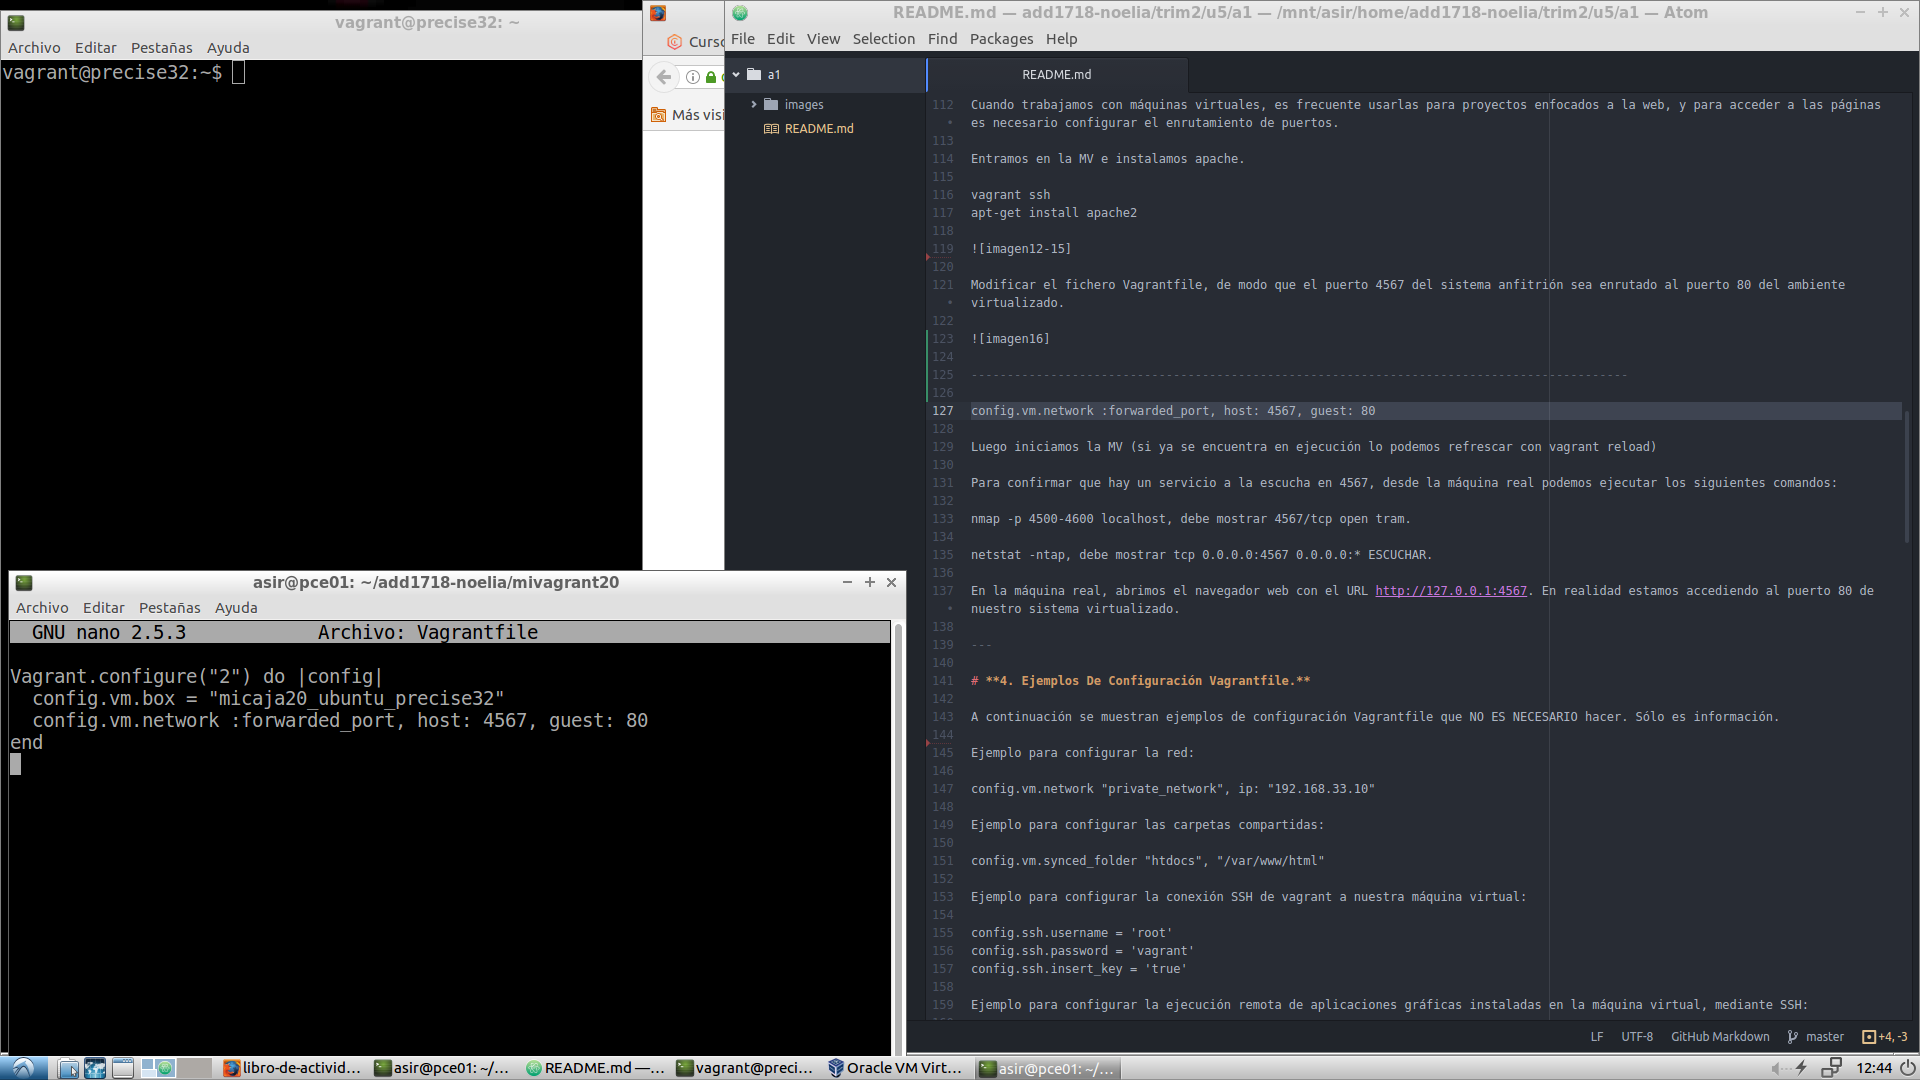 vagrant@precise32: ~
Archivo Editar Pestañas Ayuda
vagrant@precise32:~$
Curso
Más visi
README.md — add1718-noelia/trim2/u5/a1 — /mnt/asir/home/add1718-noelia/trim2/u5/a1 — Atom
File Edit View Selection Find Packages Help
a1
images
README.md
README.md
112 Cuando trabajamos con máquinas virtuales, es frecuente usarlas para proyectos enfocados a la web, y para acceder a las páginas
• es necesario configurar el enrutamiento de puertos.
113
114 Entramos en la MV e instalamos apache.
115
116 vagrant ssh
117 apt-get install apache2
118
119 ![imagen12-15]
120
121 Modificar el fichero Vagrantfile, de modo que el puerto 4567 del sistema anfitrión sea enrutado al puerto 80 del ambiente
• virtualizado.
122
123 ![imagen16]
124
125 -------------------------------------------------------------------------------------------
126
127 config.vm.network :forwarded_port, host: 4567, guest: 80
128
129 Luego iniciamos la MV (si ya se encuentra en ejecución lo podemos refrescar con vagrant reload)
130
131 Para confirmar que hay un servicio a la escucha en 4567, desde la máquina real podemos ejecutar los siguientes comandos:
132
133 nmap -p 4500-4600 localhost, debe mostrar 4567/tcp open tram.
134
135 netstat -ntap, debe mostrar tcp 0.0.0.0:4567 0.0.0.0:* ESCUCHAR.
136
137 En la máquina real, abrimos el navegador web con el URL http://127.0.0.1:4567. En realidad estamos accediendo al puerto 80 de
• nuestro sistema virtualizado.
138
139 ---
140
141 # **4. Ejemplos De Configuración Vagrantfile.**
142
143 A continuación se muestran ejemplos de configuración Vagrantfile que NO ES NECESARIO hacer. Sólo es información.
144
145 Ejemplo para configurar la red:
146
147 config.vm.network "private_network", ip: "192.168.33.10"
148
149 Ejemplo para configurar las carpetas compartidas:
150
151 config.vm.synced_folder "htdocs", "/var/www/html"
152
153 Ejemplo para configurar la conexión SSH de vagrant a nuestra máquina virtual:
154
155 config.ssh.username = 'root'
156 config.ssh.password = 'vagrant'
157 config.ssh.insert_key = 'true'
158
159 Ejemplo para configurar la ejecución remota de aplicaciones gráficas instaladas en la máquina virtual, mediante SSH:
LF UTF-8 GitHub Markdown master +4, -3
asir@pce01: ~/add1718-noelia/mivagrant20
Archivo Editar Pestañas Ayuda
GNU nano 2.5.3 Archivo: Vagrantfile
Vagrant.configure("2") do |config|
config.vm.box = "micaja20_ubuntu_precise32"
config.vm.network :forwarded_port, host: 4567, guest: 80
end
libro-de-activid... asir@pce01: ~/... README.md —... vagrant@preci... Oracle VM Virt... asir@pce01: ~/... 12:44